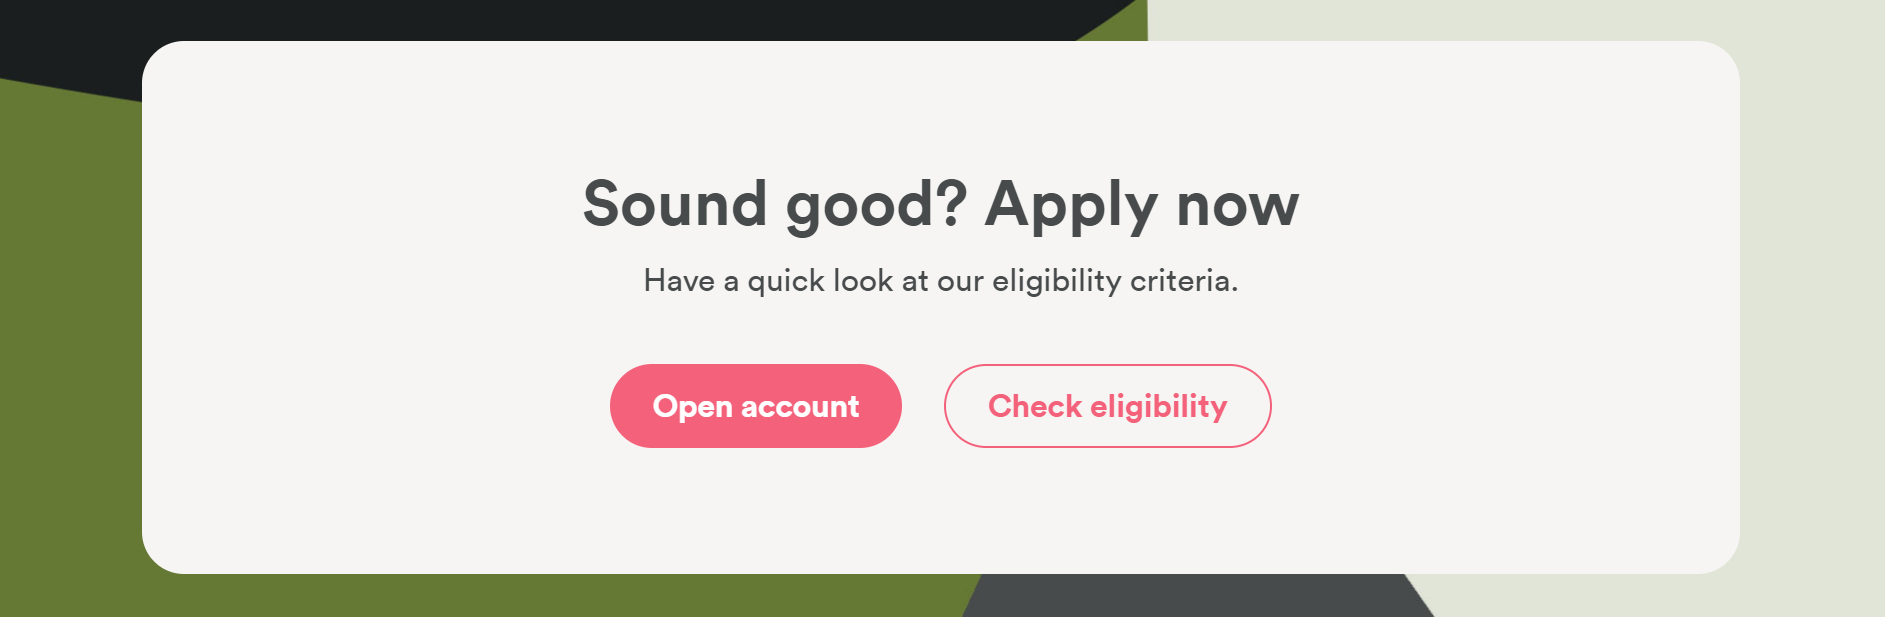 Sound good? Apply now
Have a quick look at our eligibility criteria.
Open account
Check eligibility